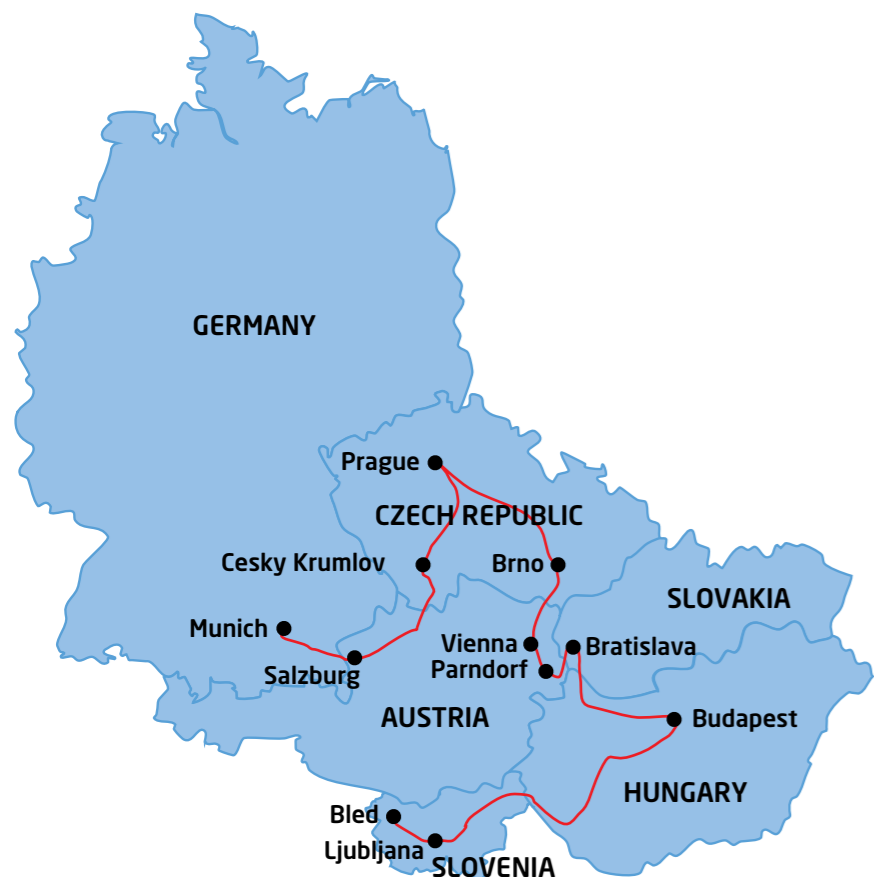 GERMANY
Prague
CZECH REPUBLIC
Cesky Krumlov
Brno
SLOVAKIA
Munich
Vienna
Bratislava
Salzburg
Parndorf
AUSTRIA
Budapest
HUNGARY
Bled
Ljubljana
SLOVENIA